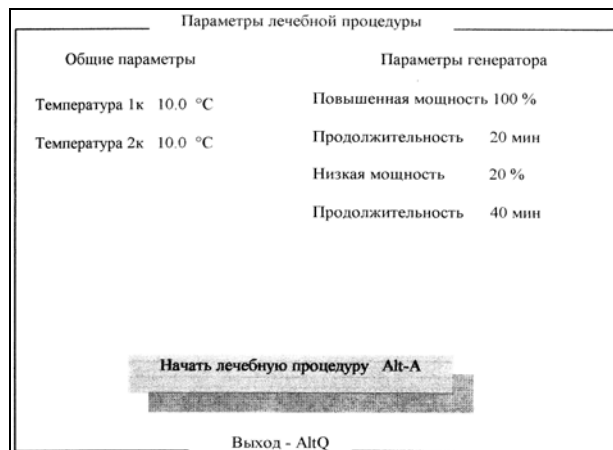 Параметры лечебной процедуры
Общие параметры
Температура 1к 10.0 °C
Температура 2к 10.0 °C
Параметры генератора
Повышенная мощность 100 %
Продолжительность 20 мин
Низкая мощность 20 %
Продолжительность 40 мин
Начать лечебную процедуру Alt-A
Выход - AltQ